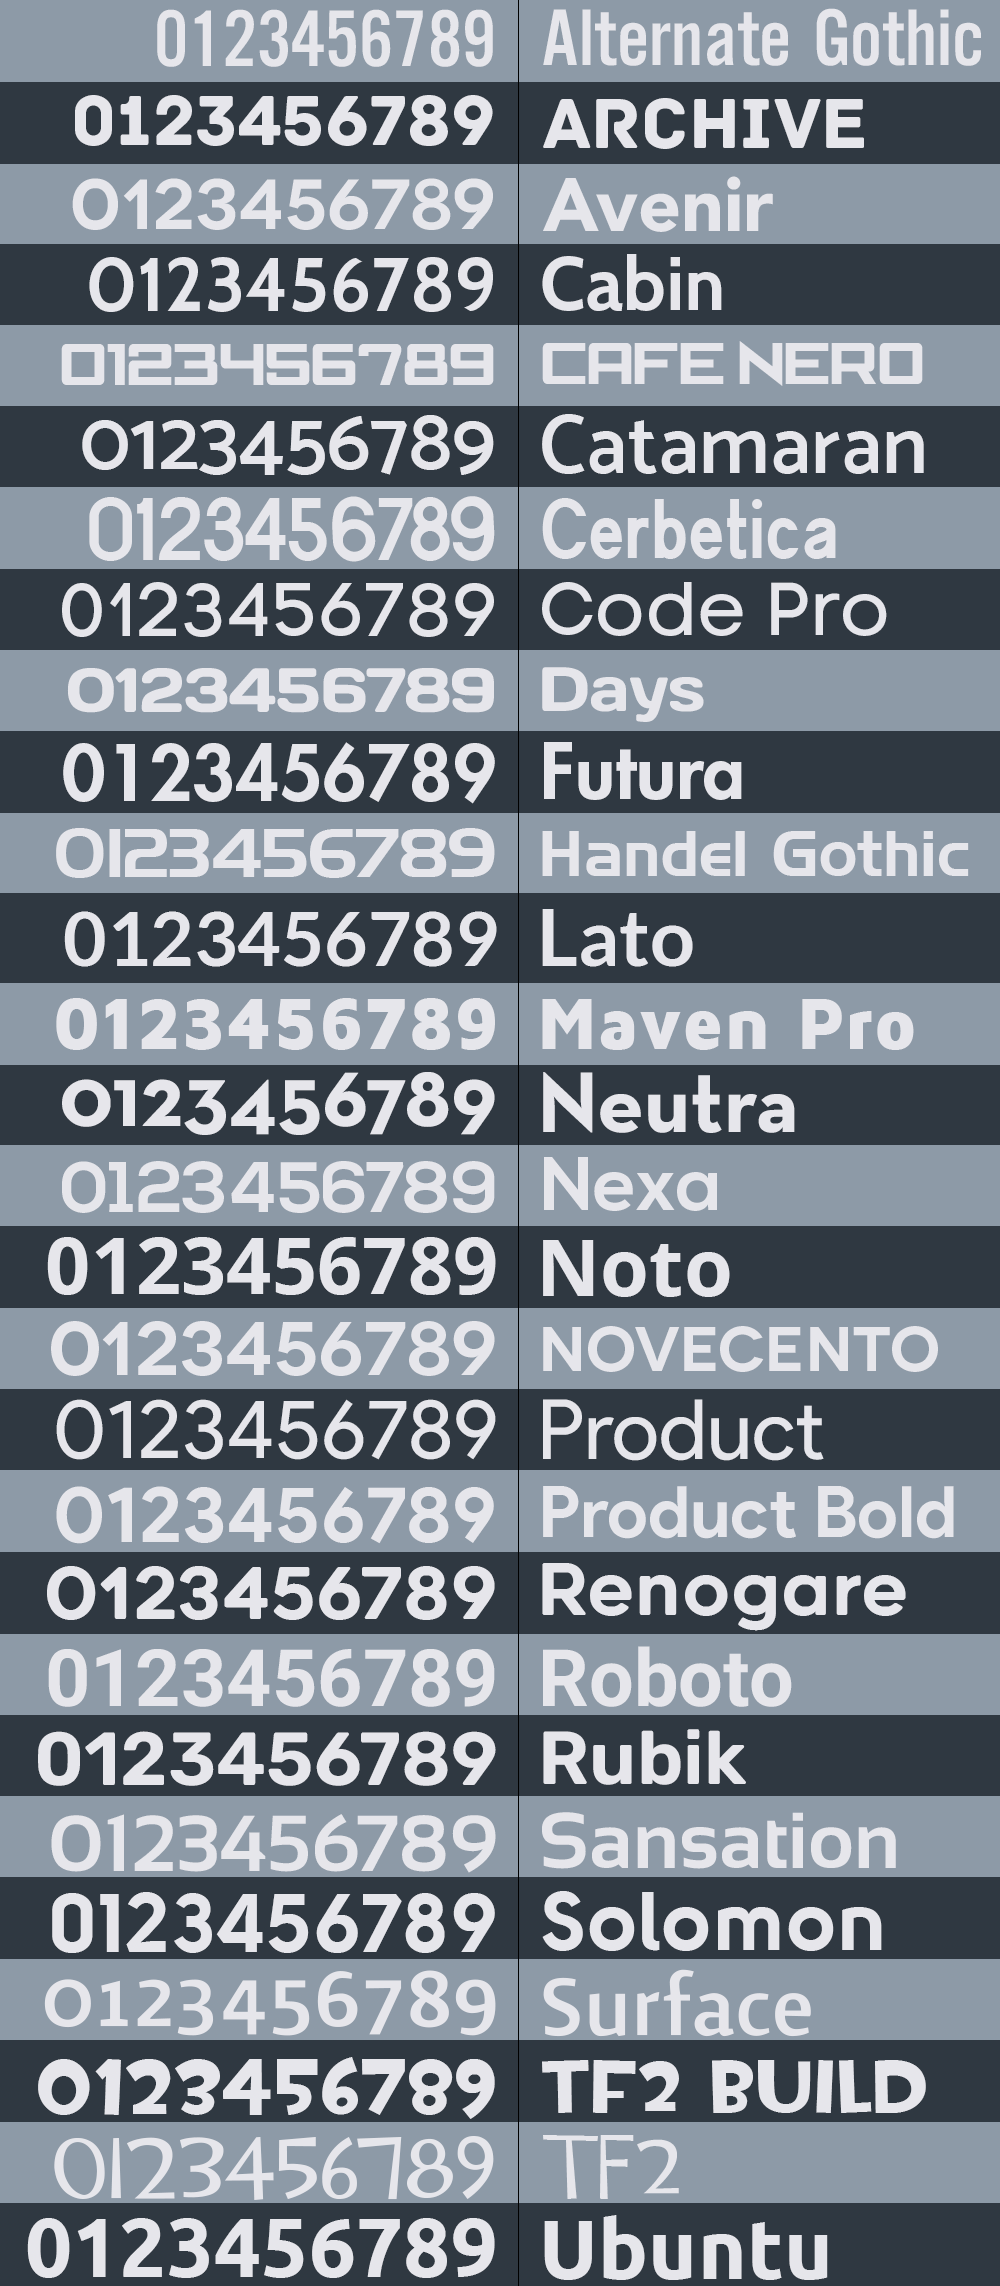 0123456789 Alternate Gothic
0123456789 ARCHIVE
0123456789 Avenir
0123456789 Cabin
0123456789 CAFE NERO
0123456789 Catamaran
0123456789 Cerbetica
0123456789 Code Pro
0123456789 Days
0123456789 Futura
0123456789 Handel Gothic
0123456789 Lato
0123456789 Maven Pro
0123456789 Neutra
0123456789 Nexa
0123456789 Noto
0123456789 NOVECENTO
0123456789 Product
0123456789 Product Bold
0123456789 Renogare
0123456789 Roboto
0123456789 Rubik
0123456789 Sansation
0123456789 Solomon
0123456789 Surface
0123456789 TF2 BUILD
0123456789 TF2
0123456789 Ubuntu